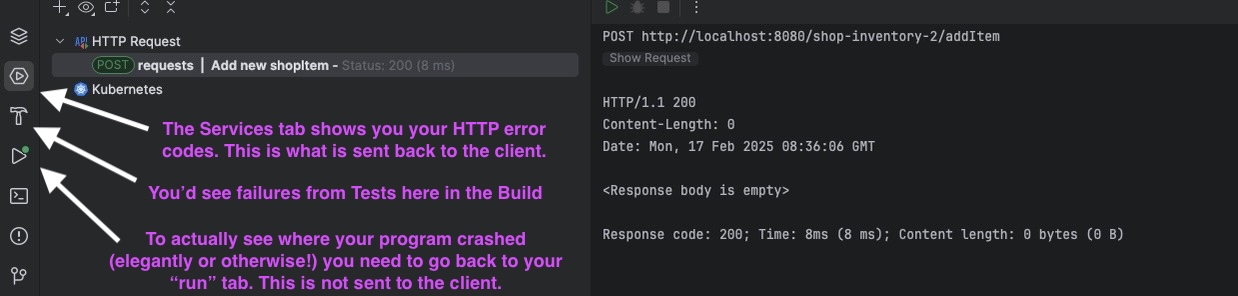 HTTP Request
POST requests | Add new shopItem - Status: 200 (8 ms)
Kubernetes
The Services tab shows you your HTTP error
codes. This is what is sent back to the client.
You'd see failures from Tests here in the Build
To actually see where your program crashed
(elegantly or otherwise!) you need to go back to your
“run” tab. This is not sent to the client.
POST http://localhost:8080/shop-inventory-2/addItem
Show Request
HTTP/1.1 200
Content-Length: 0
Date: Mon, 17 Feb 2025 08:36:06 GMT
<Response body is empty>
Response code: 200; Time: 8ms (8 ms); Content length: 0 bytes (0 B)